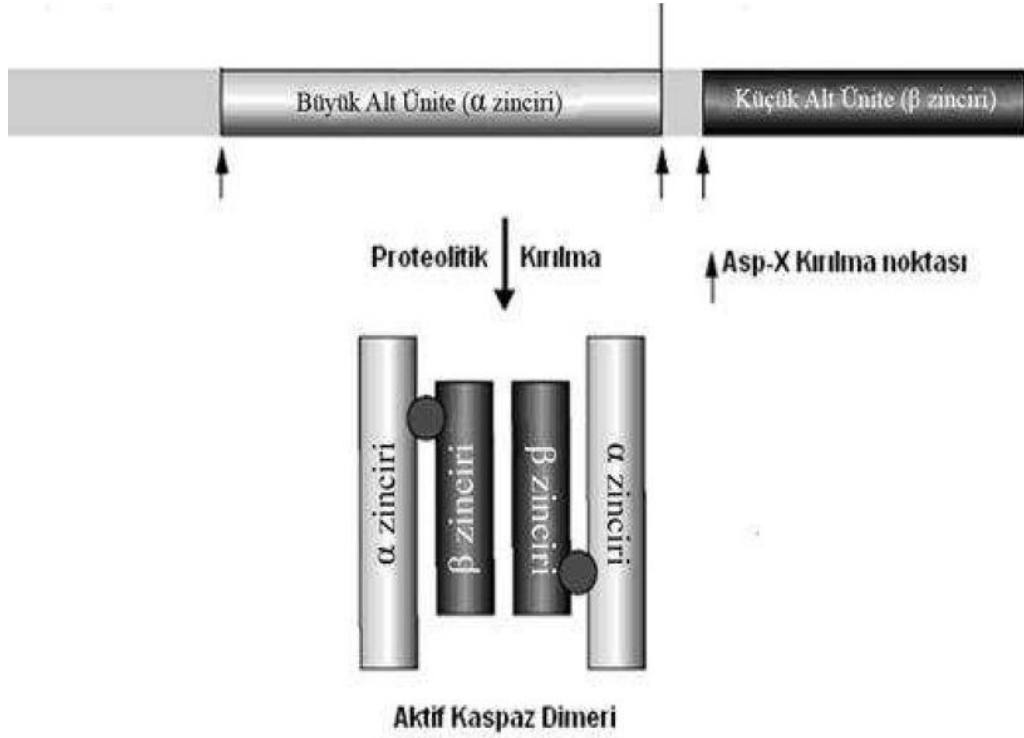 Büyük Alt Ünite (α zinciri)
Küçük Alt Ünite (β zinciri)
Proteolitik Kırılma
Asp-X Kırılma noktası
α zinciri
β zinciri
β zinciri
α zinciri
Aktif Kaspaz Dimeri